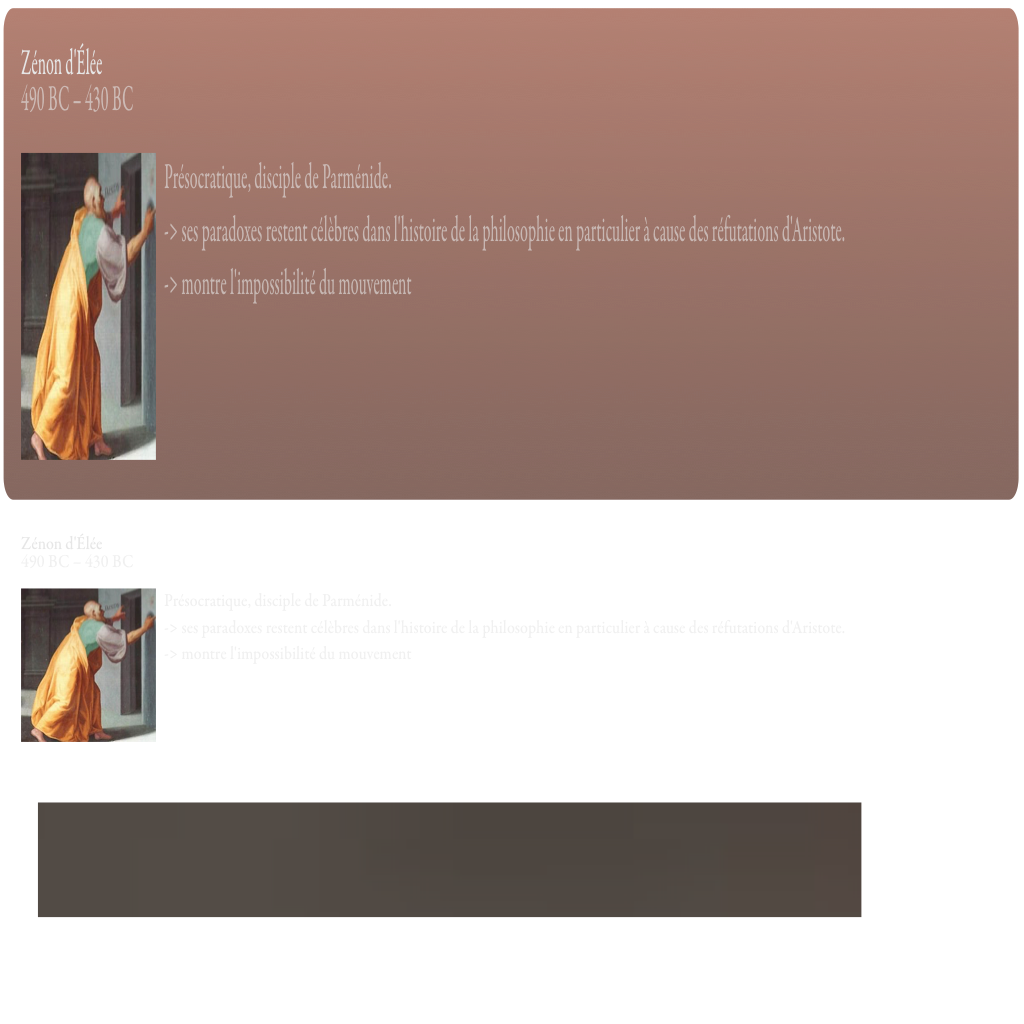 Zénon d'Élée
490 BC – 430 BC
Présocratique, disciple de Parménide.
-> ses paradoxes restent célèbres dans l'histoire de la philosophie en particulier à cause des réfutations d'Aristote.
-> montre l'impossibilité du mouvement
Zénon d'Élée
490 BC – 430 BC
Présocratique, disciple de Parménide.
-> ses paradoxes restent célèbres dans l'histoire de la philosophie en particulier à cause des réfutations d'Aristote.
-> montre l'impossibilité du mouvement